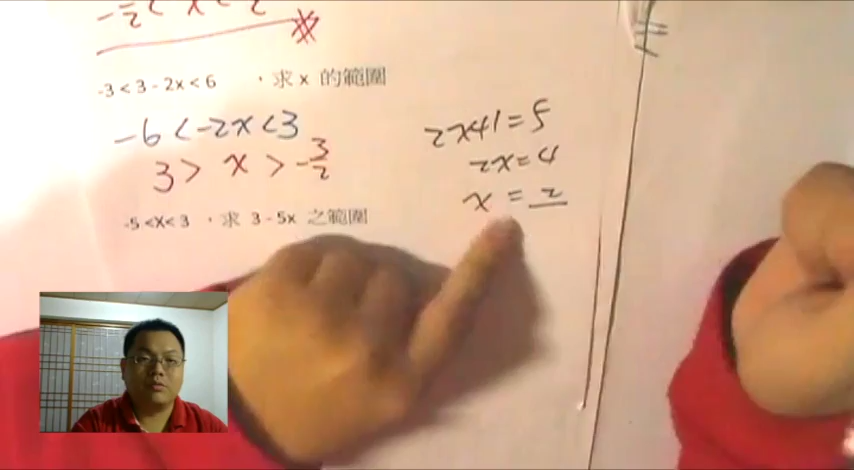 -3 < 3 - 2x < 6 ,求 x 的範圍
-6 < -2x < 3
3 > x > -3/2
2x+1=5
2x=4
x = 2
-5<X<3 ,求 3 - 5x 之範圍